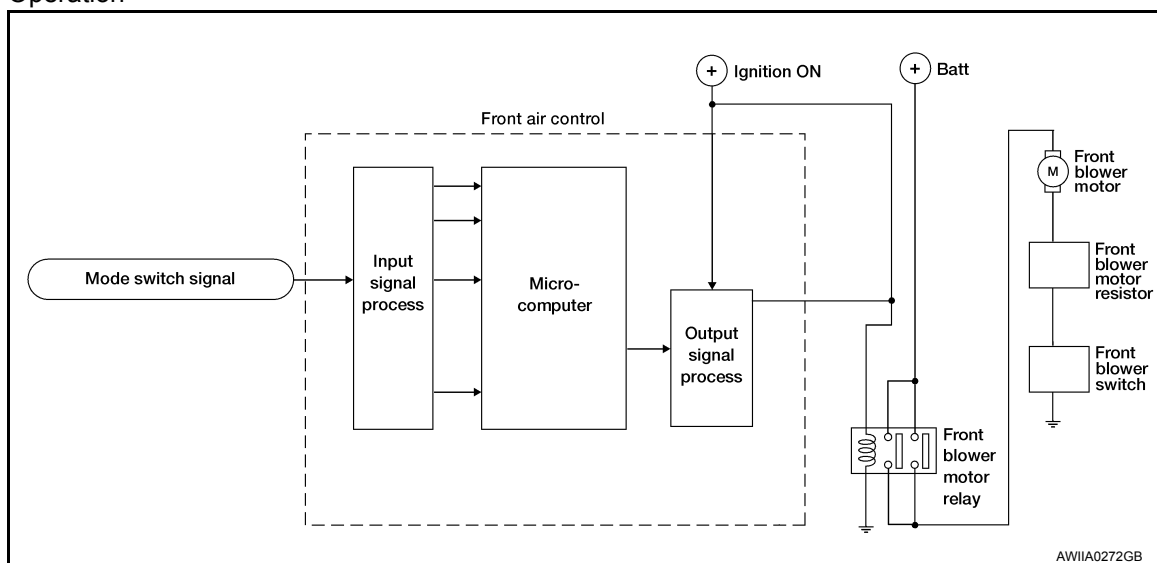 Operation
+ Ignition ON
+ Batt
Front air control
M
Front
blower
motor
Mode switch signal
Input
signal
process
Micro-
computer
Output
signal
process
Front
blower
motor
resistor
Front
blower
switch
Front
blower
motor
relay
AWIIA0272GB